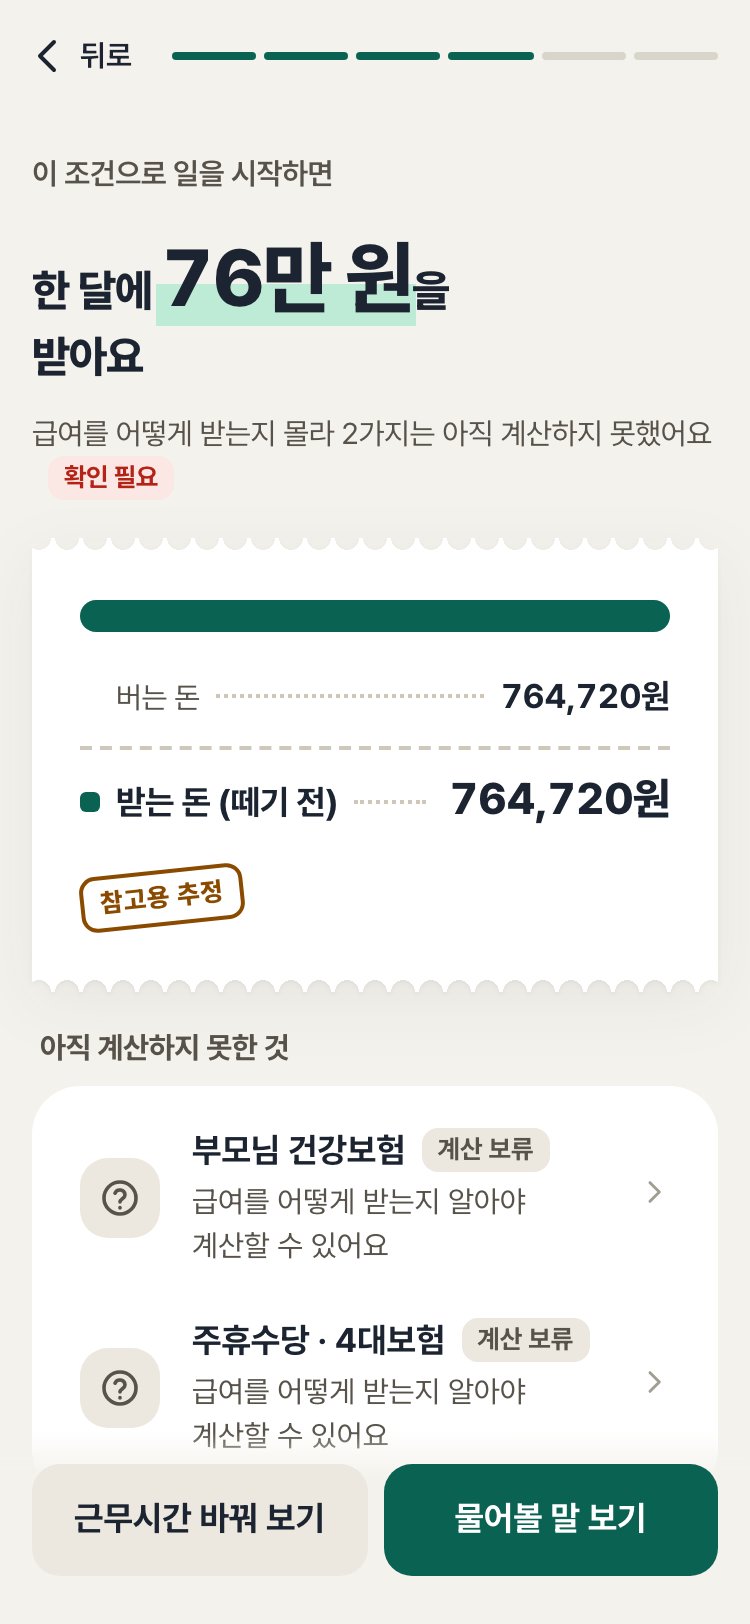 뒤로
이 조건으로 일을 시작하면
한 달에 76만 원을
받아요
급여를 어떻게 받는지 몰라 2가지는 아직 계산하지 못했어요
확인 필요
버는 돈 764,720원
받는 돈 (떼기 전) 764,720원
참고용 추정
아직 계산하지 못한 것
부모님 건강보험 계산 보류
급여를 어떻게 받는지 알아야
계산할 수 있어요
주휴수당 · 4대보험 계산 보류
급여를 어떻게 받는지 알아야
계산할 수 있어요
근무시간 바꿔 보기 물어볼 말 보기